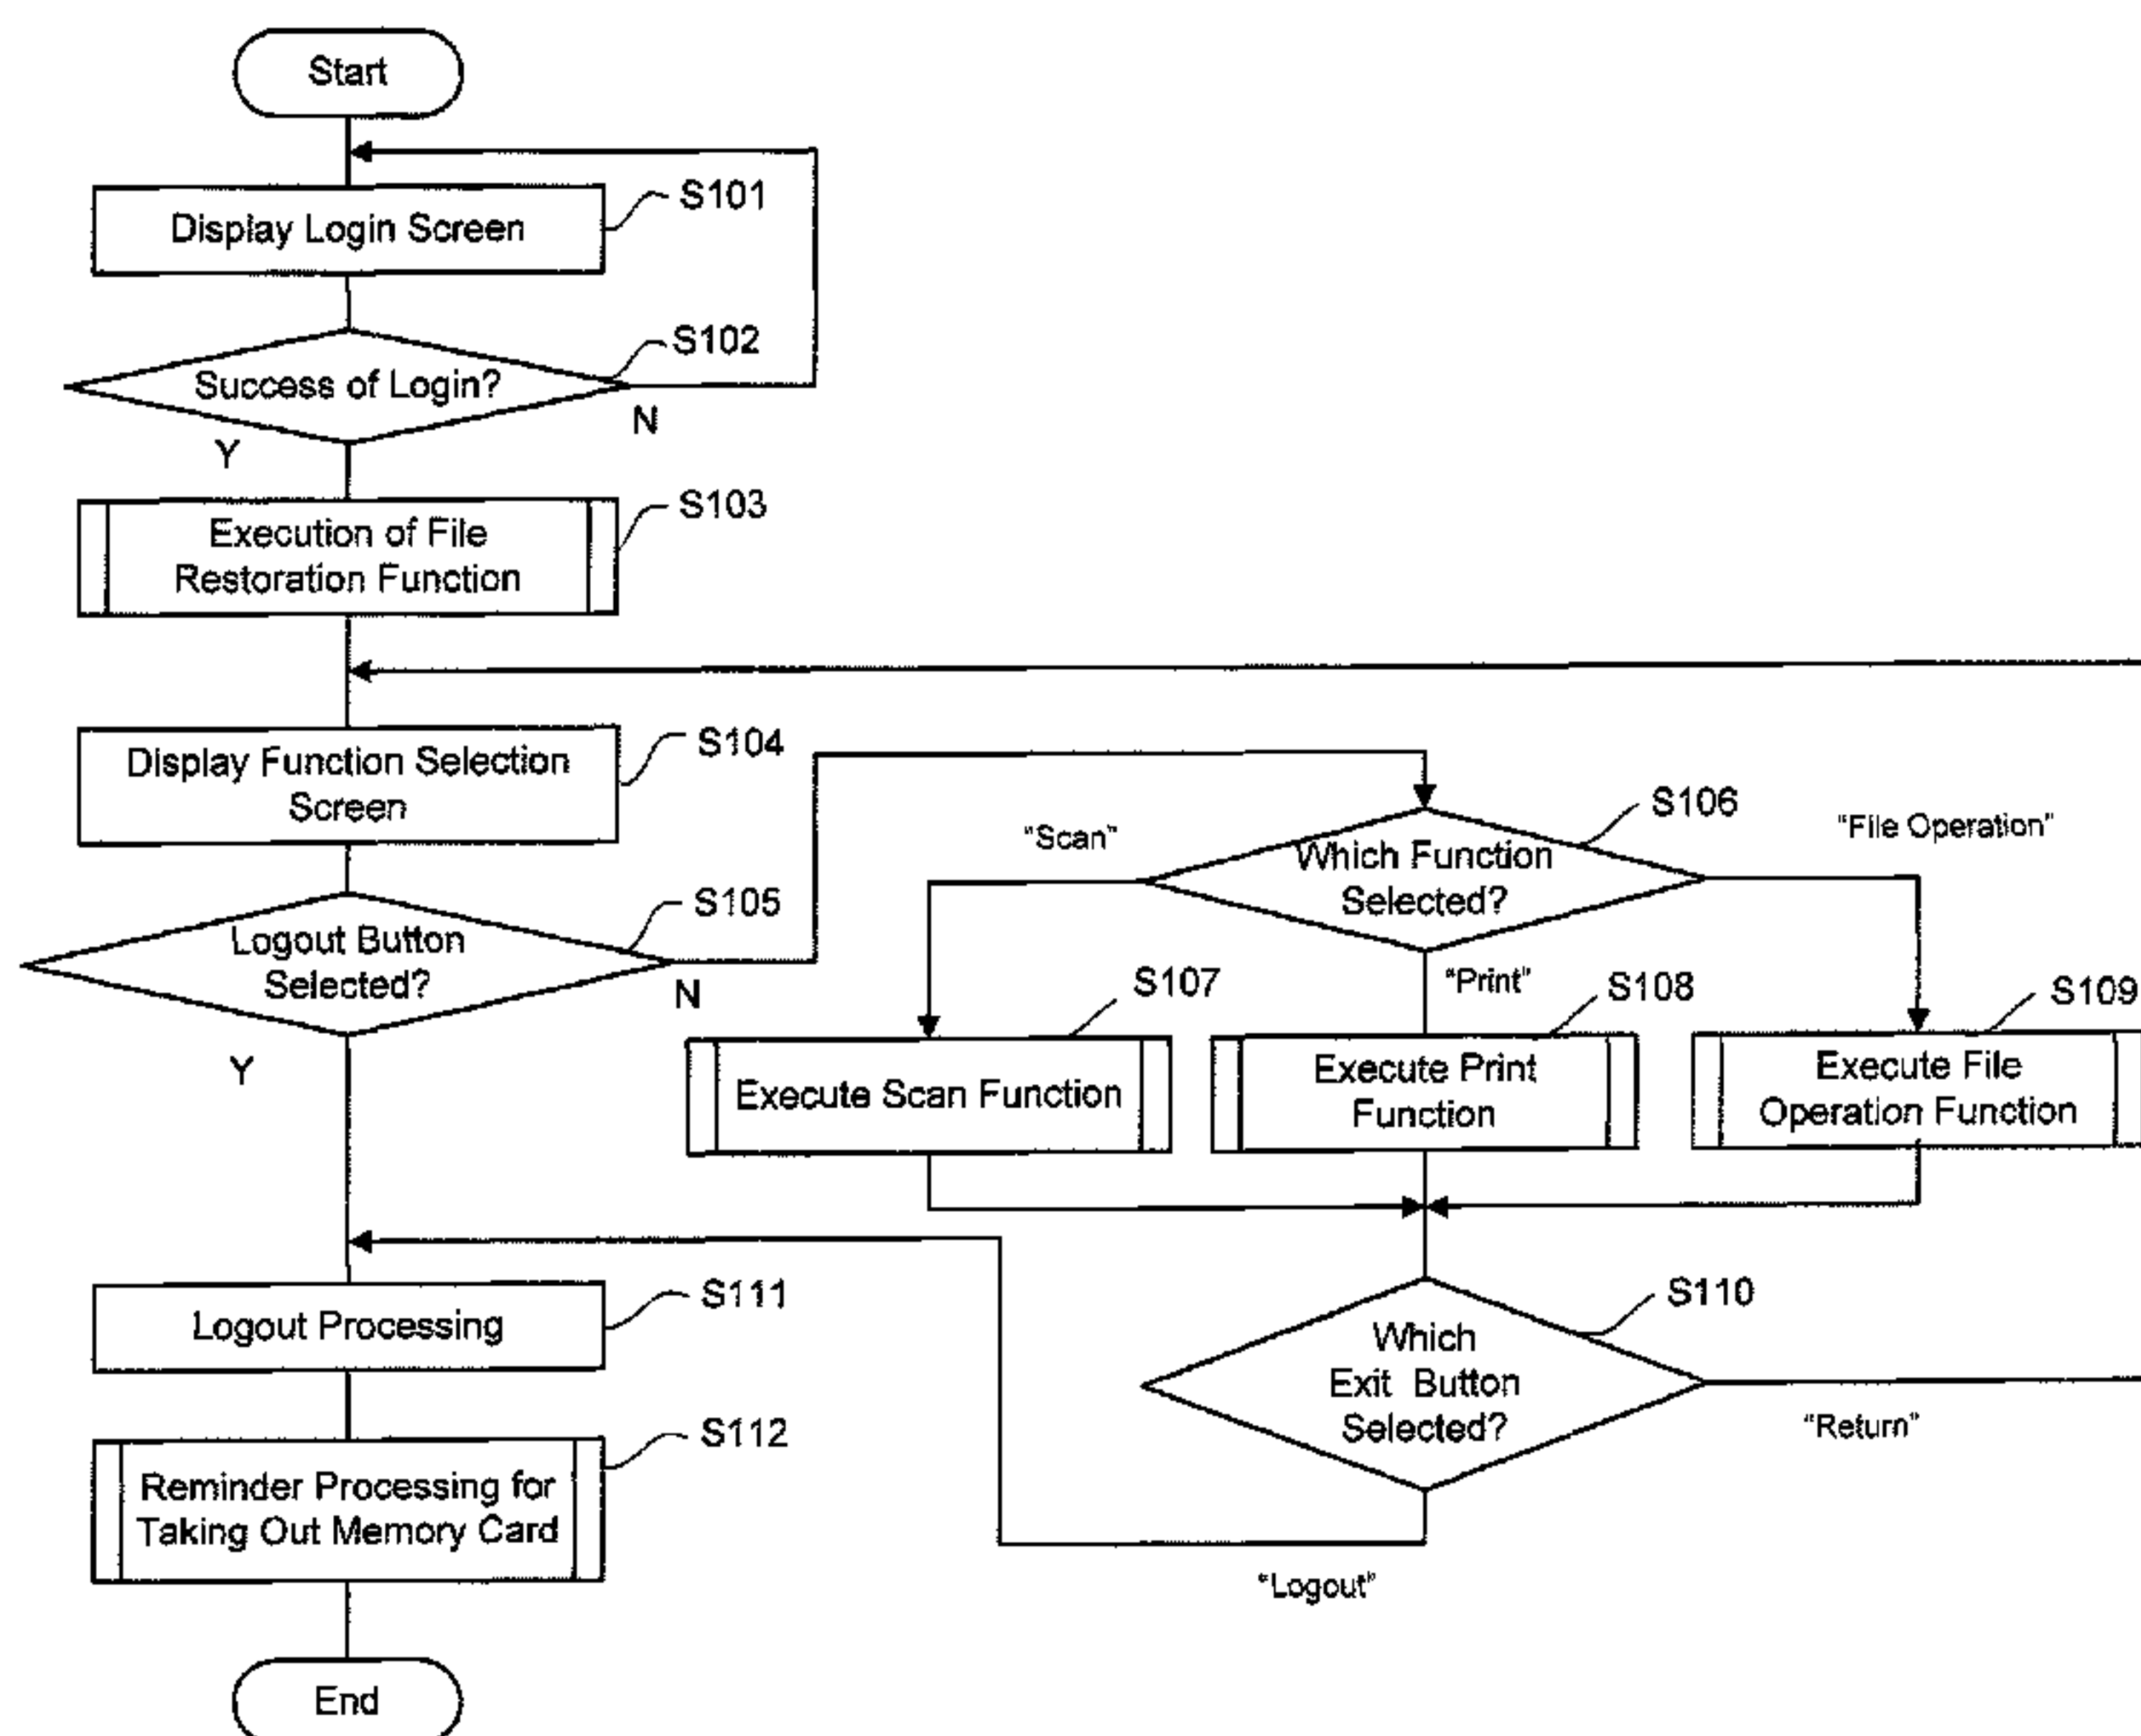 Start
S101
Display Login Screen
S102
Success of Login?
N
Y
S103
Execution of File
Restoration Function
S104
Display Function Selection
Screen
S105
Logout Button
Selected?
N
Y
S106
"Scan"
"File Operation"
Which Function
Selected?
"Print"
S107
S108
S109
Execute Scan Function
Execute Print
Function
Execute File
Operation Function
S110
Which
Exit Button
Selected?
"Return"
"Logout"
S111
Logout Processing
S112
Reminder Processing for
Taking Out Memory Card
End